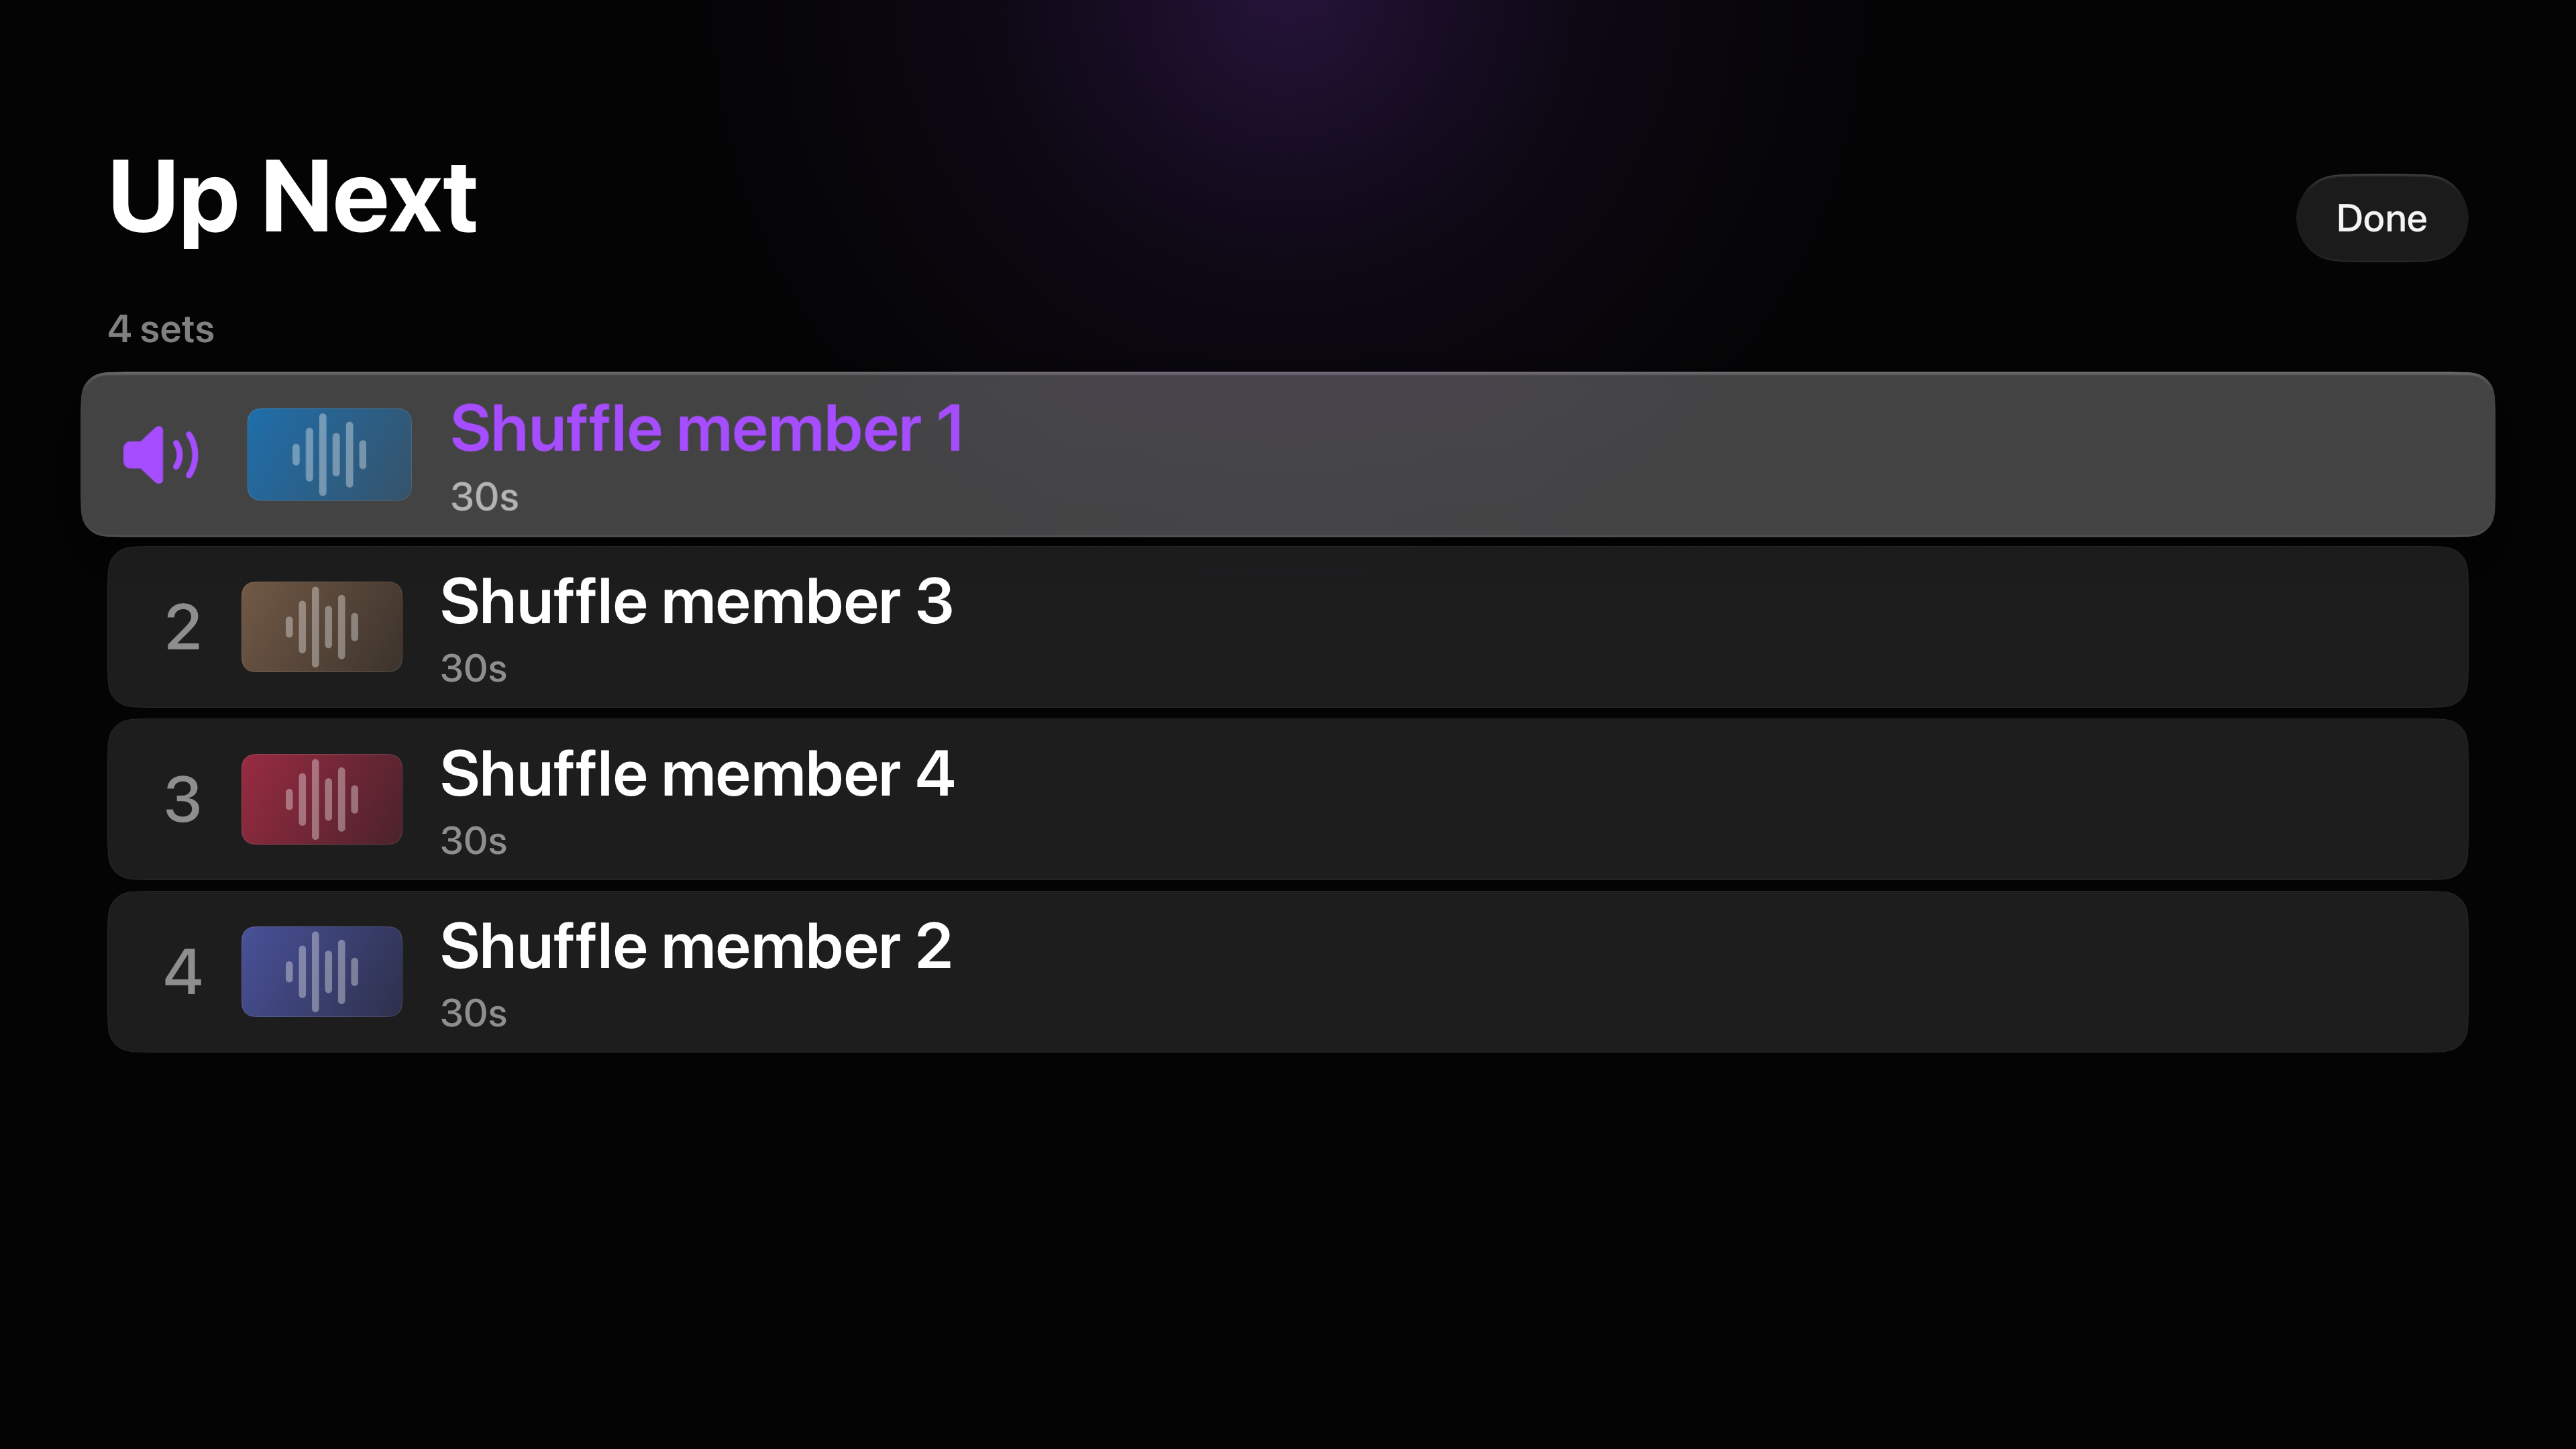 Up Next
Done
4 sets
Shuffle member 1
30s
2
Shuffle member 3
30s
3
Shuffle member 4
30s
4
Shuffle member 2
30s